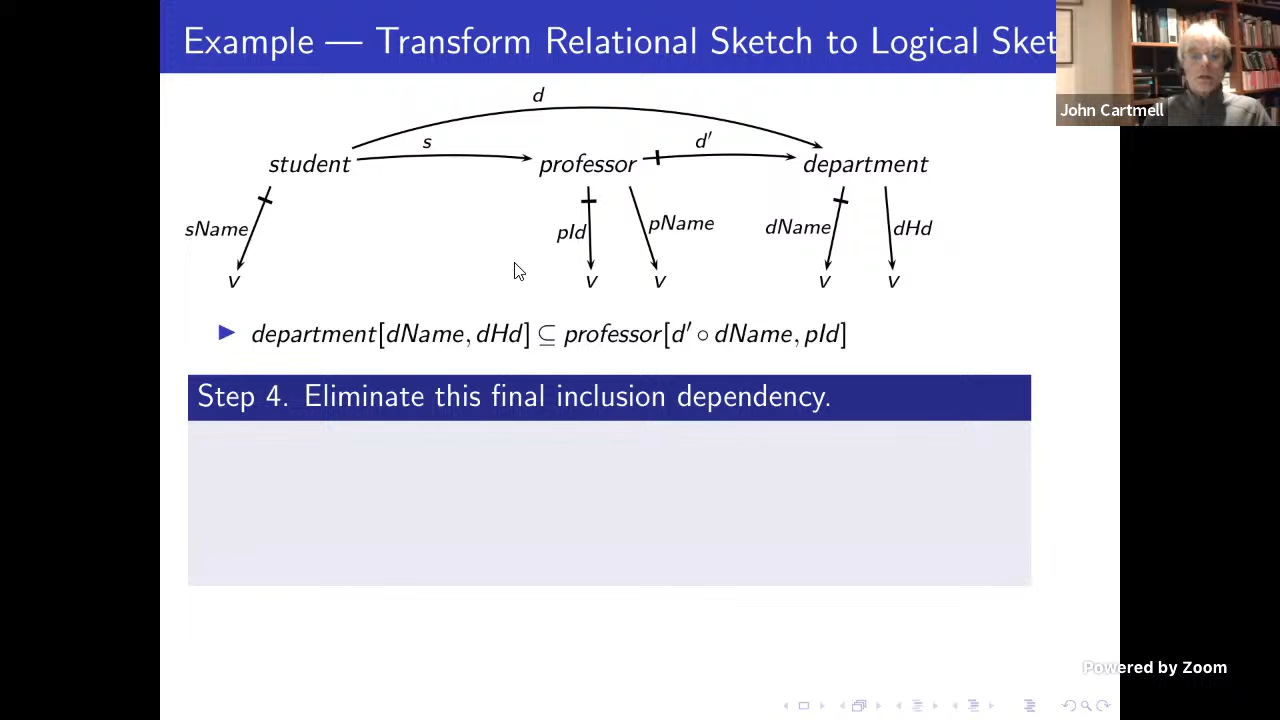 Example — Transform Relational Sketch to Logical Sket
John Cartmell
d
s
d′
student
professor
department
sName
pId
pName
dName
dHd
v
v
v
v
v
department[dName, dHd] ⊆ professor[d′ ∘ dName, pId]
Step 4. Eliminate this final inclusion dependency.
Powered by Zoom